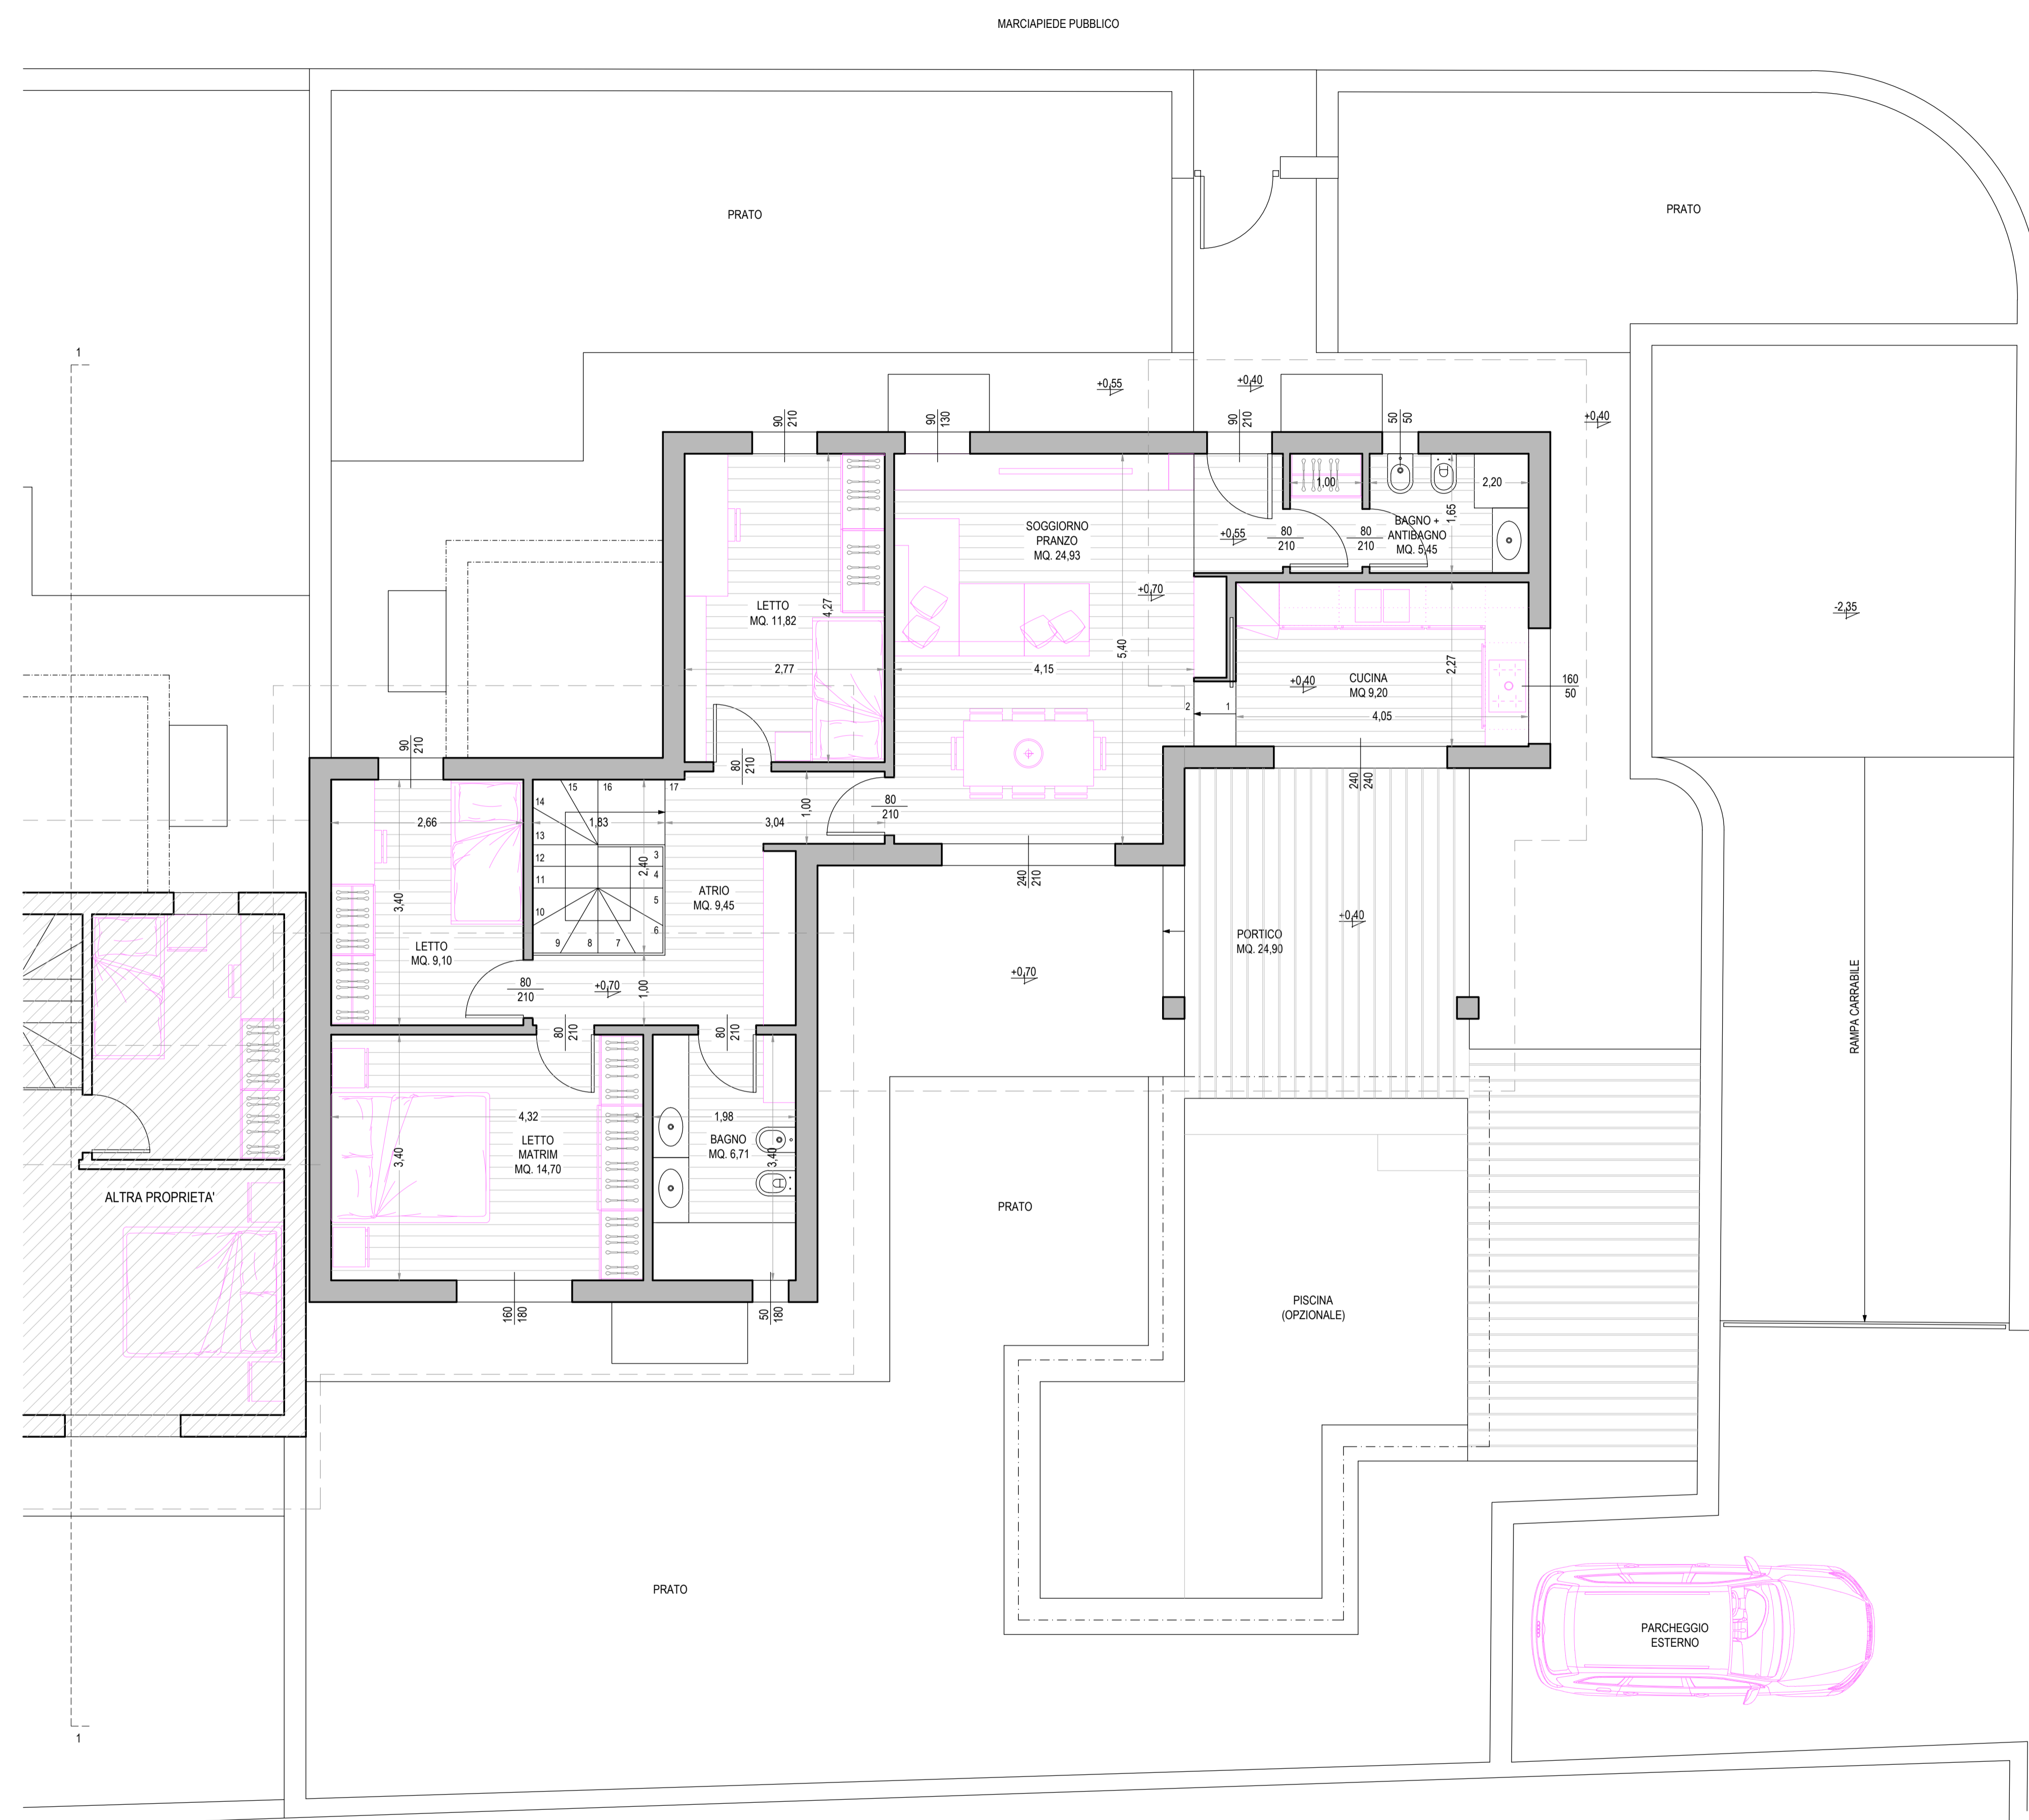 MARCIAPIEDE PUBBLICO
PRATO
PRATO
1
+0,55
+0,40
+0,40
90
210
90
130
90
210
50
50
1,00
2,20
SOGGIORNO
PRANZO
MQ. 24,93
+0,55
80
210
80
210
BAGNO +
ANTIBAGNO
MQ. 5,45
1,65
LETTO
MQ. 11,82
4,27
+0,70
-2,35
2,77
4,15
5,40
2,27
CUCINA
MQ 9,20
+0,40
160
50
2
1
4,05
90
210
80
210
240
240
15
16
17
14
2,66
1,83
3,04
1,00
80
210
13
12
11
10
9
8
7
3
4
5
6
2,40
3,40
240
210
ATRIO
MQ. 9,45
LETTO
MQ. 9,10
+0,40
PORTICO
MQ. 24,90
80
210
+0,70
1,00
+0,70
RAMPA CARRABILE
80
210
80
210
4,32
1,98
LETTO
MATRIM
MQ. 14,70
BAGNO
MQ. 6,71
3,40
3,40
ALTRA PROPRIETA'
PRATO
160
180
50
180
PISCINA
(OPZIONALE)
PRATO
PARCHEGGIO
ESTERNO
1